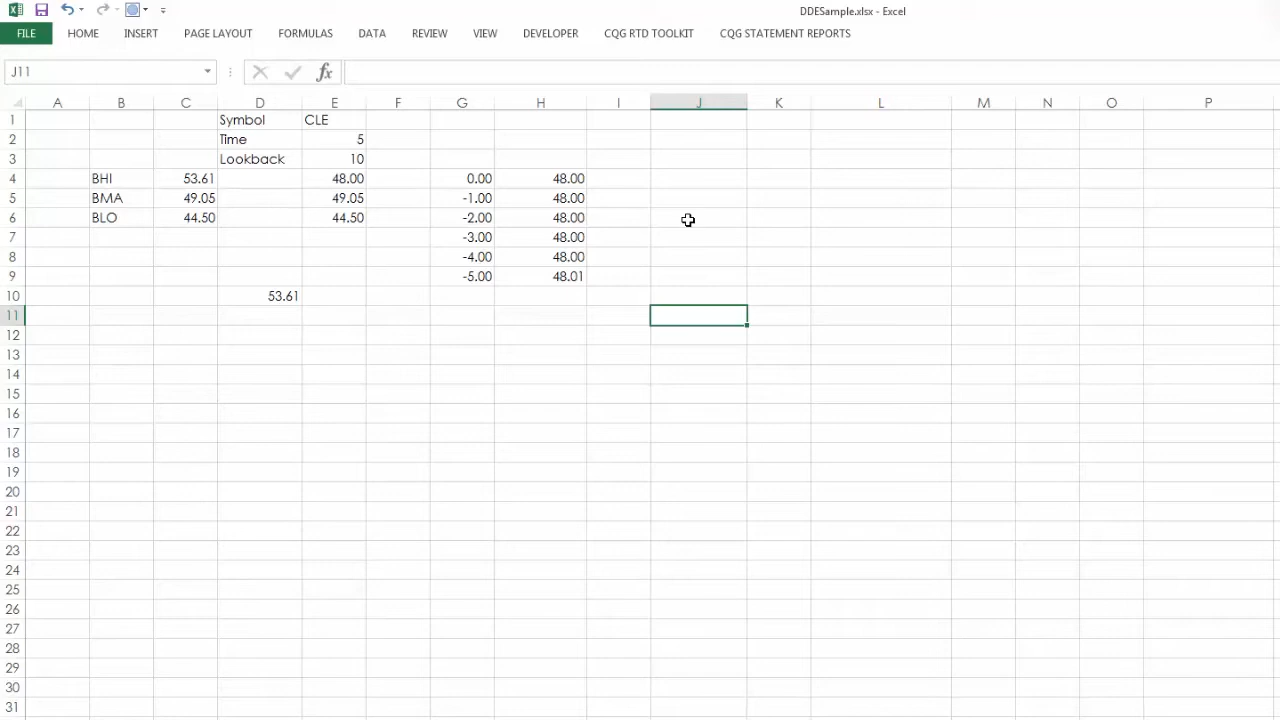 DDESample.xlsx - Excel
FILE HOME INSERT PAGE LAYOUT FORMULAS DATA REVIEW VIEW DEVELOPER CQG RTD TOOLKIT CQG STATEMENT REPORTS
J11 fx
A B C D E F G H I J K L M N O P
1 Symbol CLE
2 Time 5
3 Lookback 10
4 BHI 53.61 48.00 0.00 48.00
5 BMA 49.05 49.05 -1.00 48.00
6 BLO 44.50 44.50 -2.00 48.00
7 -3.00 48.00
8 -4.00 48.00
9 -5.00 48.01
10 53.61
11
12
13
14
15
16
17
18
19
20
21
22
23
24
25
26
27
28
29
30
31